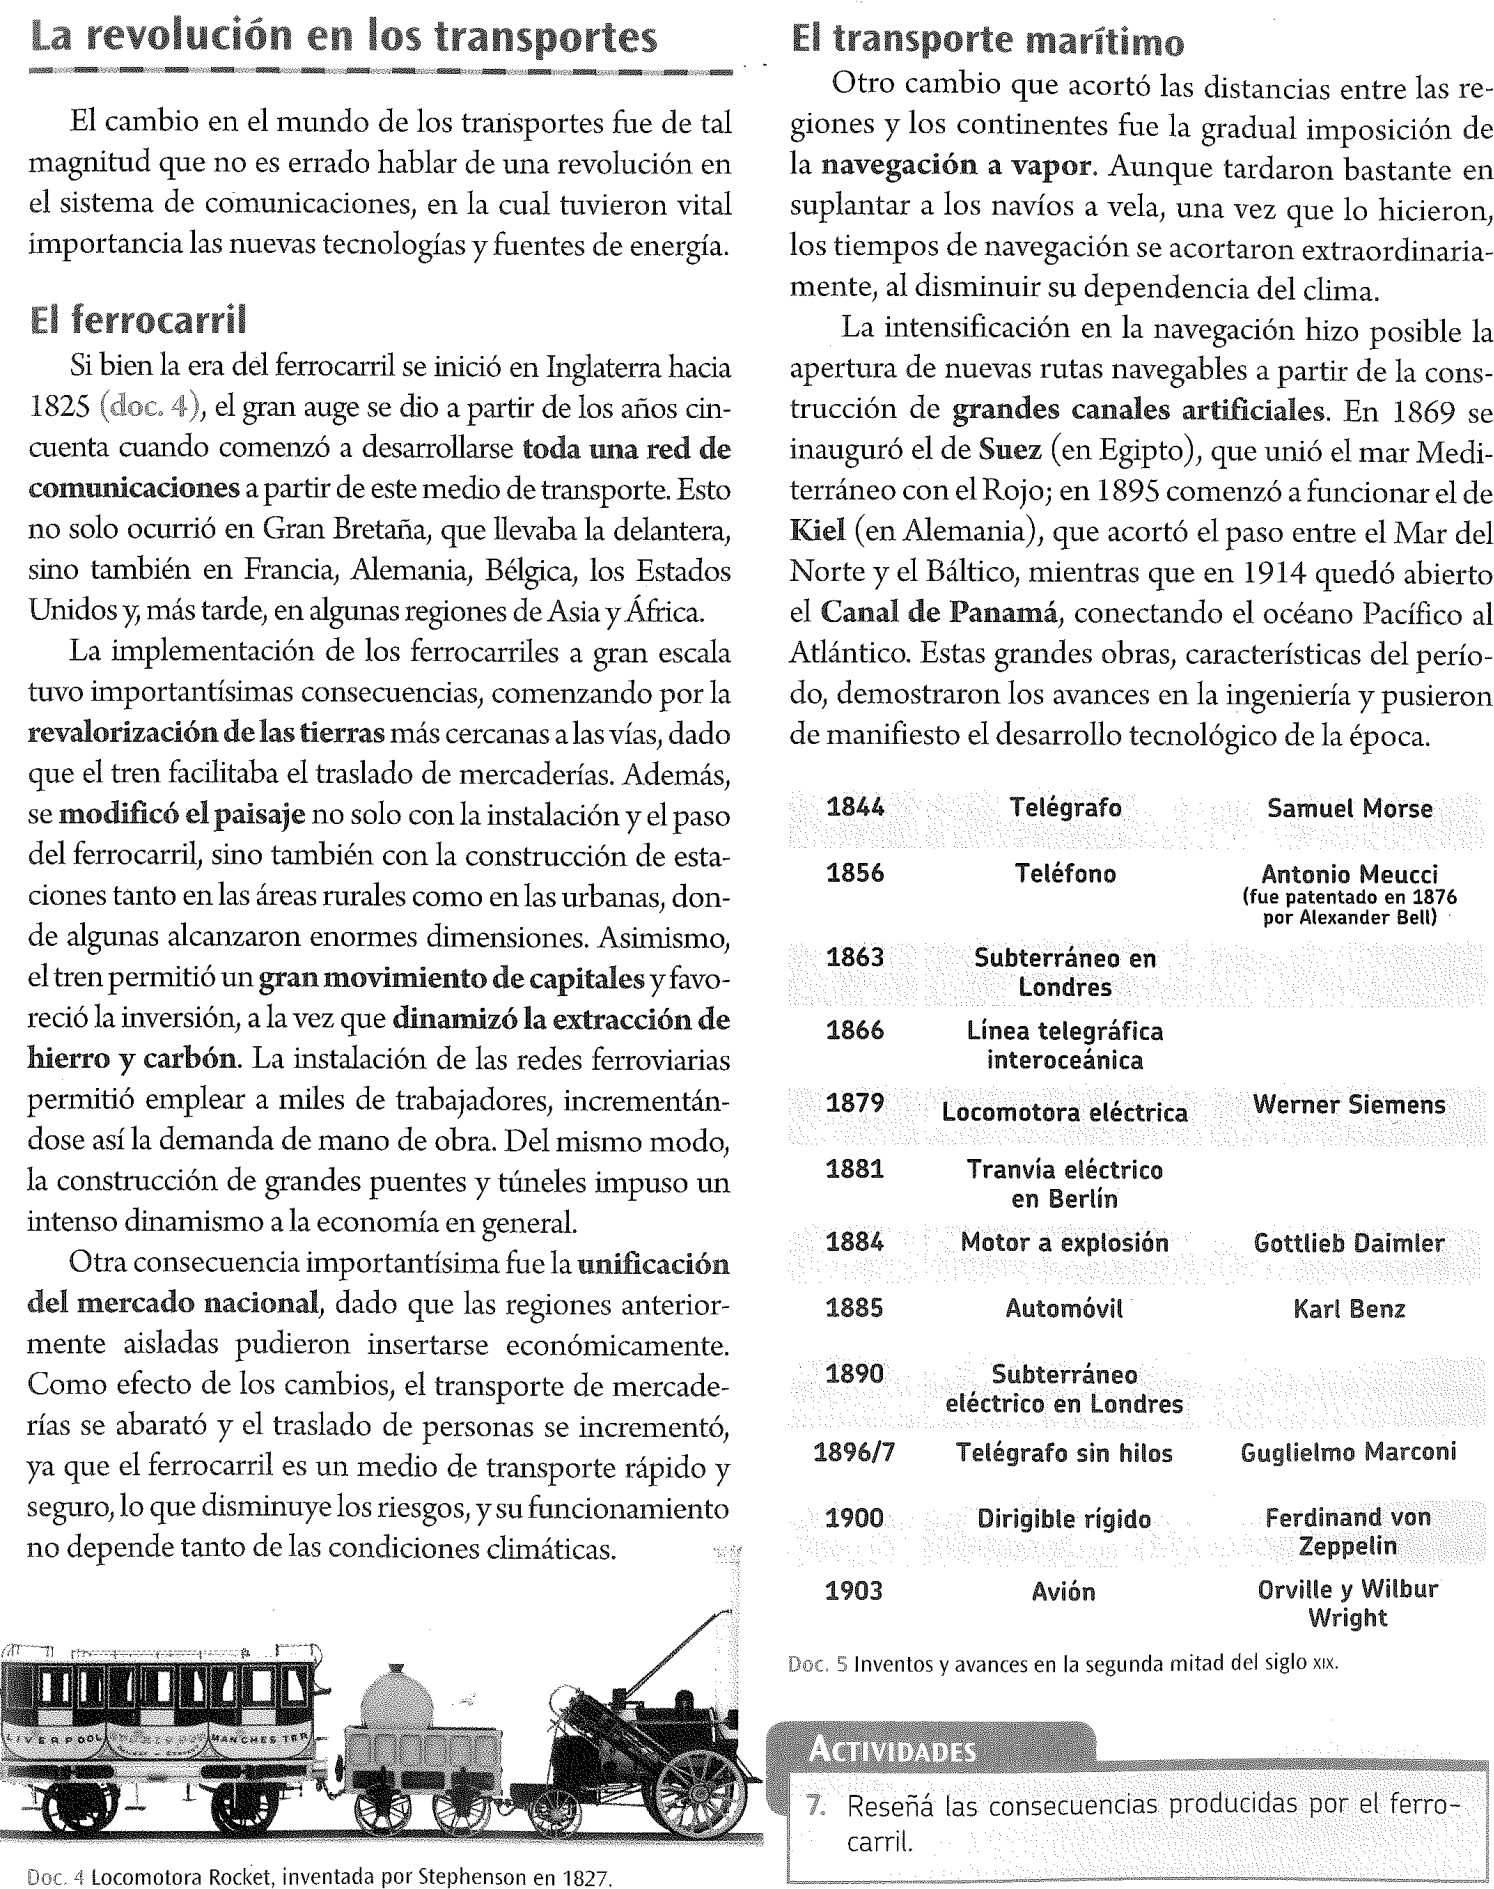 La revolución en los transportes
El cambio en el mundo de los transportes fue de tal
magnitud que no es errado hablar de una revolución en
el sistema de comunicaciones, en la cual tuvieron vital
importancia las nuevas tecnologías y fuentes de energía.
El ferrocarril
Si bien la era del ferrocarril se inició en Inglaterra hacia
1825 (doc. 4), el gran auge se dio a partir de los años cin-
cuenta cuando comenzó a desarrollarse toda una red de
comunicaciones a partir de este medio de transporte. Esto
no solo ocurrió en Gran Bretaña, que llevaba la delantera,
sino también en Francia, Alemania, Bélgica, los Estados
Unidos y, más tarde, en algunas regiones de Asia y África.
La implementación de los ferrocarriles a gran escala
tuvo importantísimas consecuencias, comenzando por la
revalorización de las tierras más cercanas a las vías, dado
que el tren facilitaba el traslado de mercaderías. Además,
se modificó el paisaje no solo con la instalación y el paso
del ferrocarril, sino también con la construcción de esta-
ciones tanto en las áreas rurales como en las urbanas, don-
de algunas alcanzaron enormes dimensiones. Asimismo,
el tren permitió un gran movimiento de capitales y favo-
reció la inversión, a la vez que dinamizó la extracción de
hierro y carbón. La instalación de las redes ferroviarias
permitió emplear a miles de trabajadores, incrementán-
dose así la demanda de mano de obra. Del mismo modo,
la construcción de grandes puentes y túneles impuso un
intenso dinamismo a la economía en general.
Otra consecuencia importantísima fue la unificación
del mercado nacional, dado que las regiones anterior-
mente aisladas pudieron insertarse económicamente.
Como efecto de los cambios, el transporte de mercade-
rías se abarató y el traslado de personas se incrementó,
ya que el ferrocarril es un medio de transporte rápido y
seguro, lo que disminuye los riesgos, y su funcionamiento
no depende tanto de las condiciones climáticas.
LIVERPOOL MANCHESTER
Doc. 4 Locomotora Rocket, inventada por Stephenson en 1827.
El transporte marítimo
Otro cambio que acortó las distancias entre las re-
giones y los continentes fue la gradual imposición de
la navegación a vapor. Aunque tardaron bastante en
suplantar a los navíos a vela, una vez que lo hicieron,
los tiempos de navegación se acortaron extraordinaria-
mente, al disminuir su dependencia del clima.
La intensificación en la navegación hizo posible la
apertura de nuevas rutas navegables a partir de la cons-
trucción de grandes canales artificiales. En 1869 se
inauguró el de Suez (en Egipto), que unió el mar Medi-
terráneo con el Rojo; en 1895 comenzó a funcionar el de
Kiel (en Alemania), que acortó el paso entre el Mar del
Norte y el Báltico, mientras que en 1914 quedó abierto
el Canal de Panamá, conectando el océano Pacífico al
Atlántico. Estas grandes obras, características del perío-
do, demostraron los avances en la ingeniería y pusieron
de manifiesto el desarrollo tecnológico de la época.
1844 Telégrafo Samuel Morse
1856 Teléfono Antonio Meucci
(fue patentado en 1876
por Alexander Bell)
1863 Subterráneo en
Londres
1866 Línea telegráfica
interoceánica
1879 Locomotora eléctrica Werner Siemens
1881 Tranvía eléctrico
en Berlín
1884 Motor a explosión Gottlieb Daimler
1885 Automóvil Karl Benz
1890 Subterráneo
eléctrico en Londres
1896/7 Telégrafo sin hilos Guglielmo Marconi
1900 Dirigible rígido Ferdinand von
Zeppelin
1903 Avión Orville y Wilbur
Wright
Doc. 5 Inventos y avances en la segunda mitad del siglo XIX.
ACTIVIDADES
7. Reseñá las consecuencias producidas por el ferro-
carril.